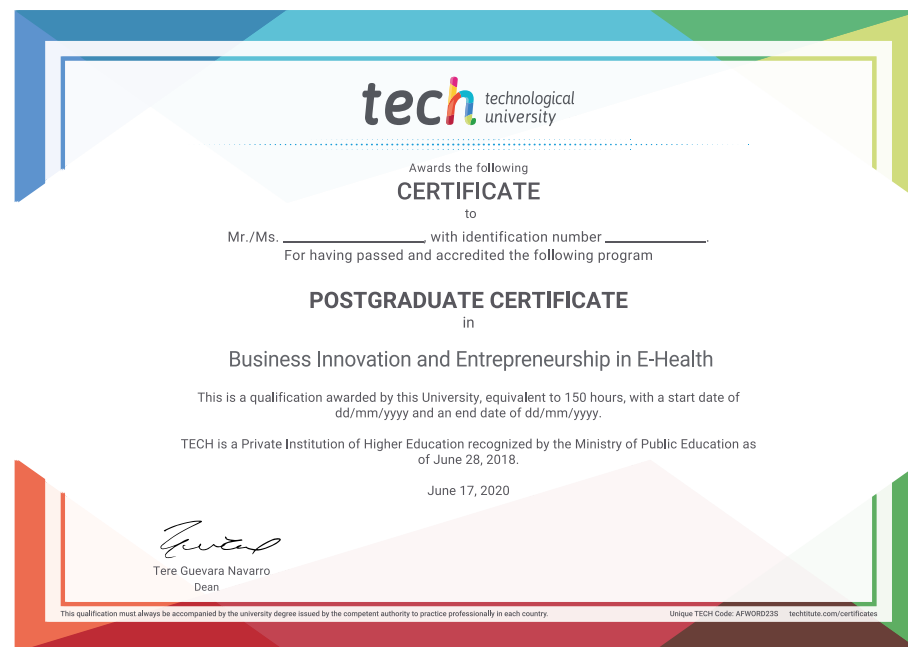 tech technological
university
Awards the following
CERTIFICATE
to
Mr./Ms. ____________________, with identification number ______________.
For having passed and accredited the following program
POSTGRADUATE CERTIFICATE
in
Business Innovation and Entrepreneurship in E-Health
This is a qualification awarded by this University, equivalent to 150 hours, with a start date of
dd/mm/yyyy and an end date of dd/mm/yyyy.
TECH is a Private Institution of Higher Education recognized by the Ministry of Public Education as
of June 28, 2018.
June 17, 2020
Tere Guevara Navarro
Dean
This qualification must always be accompanied by the university degree issued by the competent authority to practice professionally in each country. Unique TECH Code: AFWORD23S techtitute.com/certificates